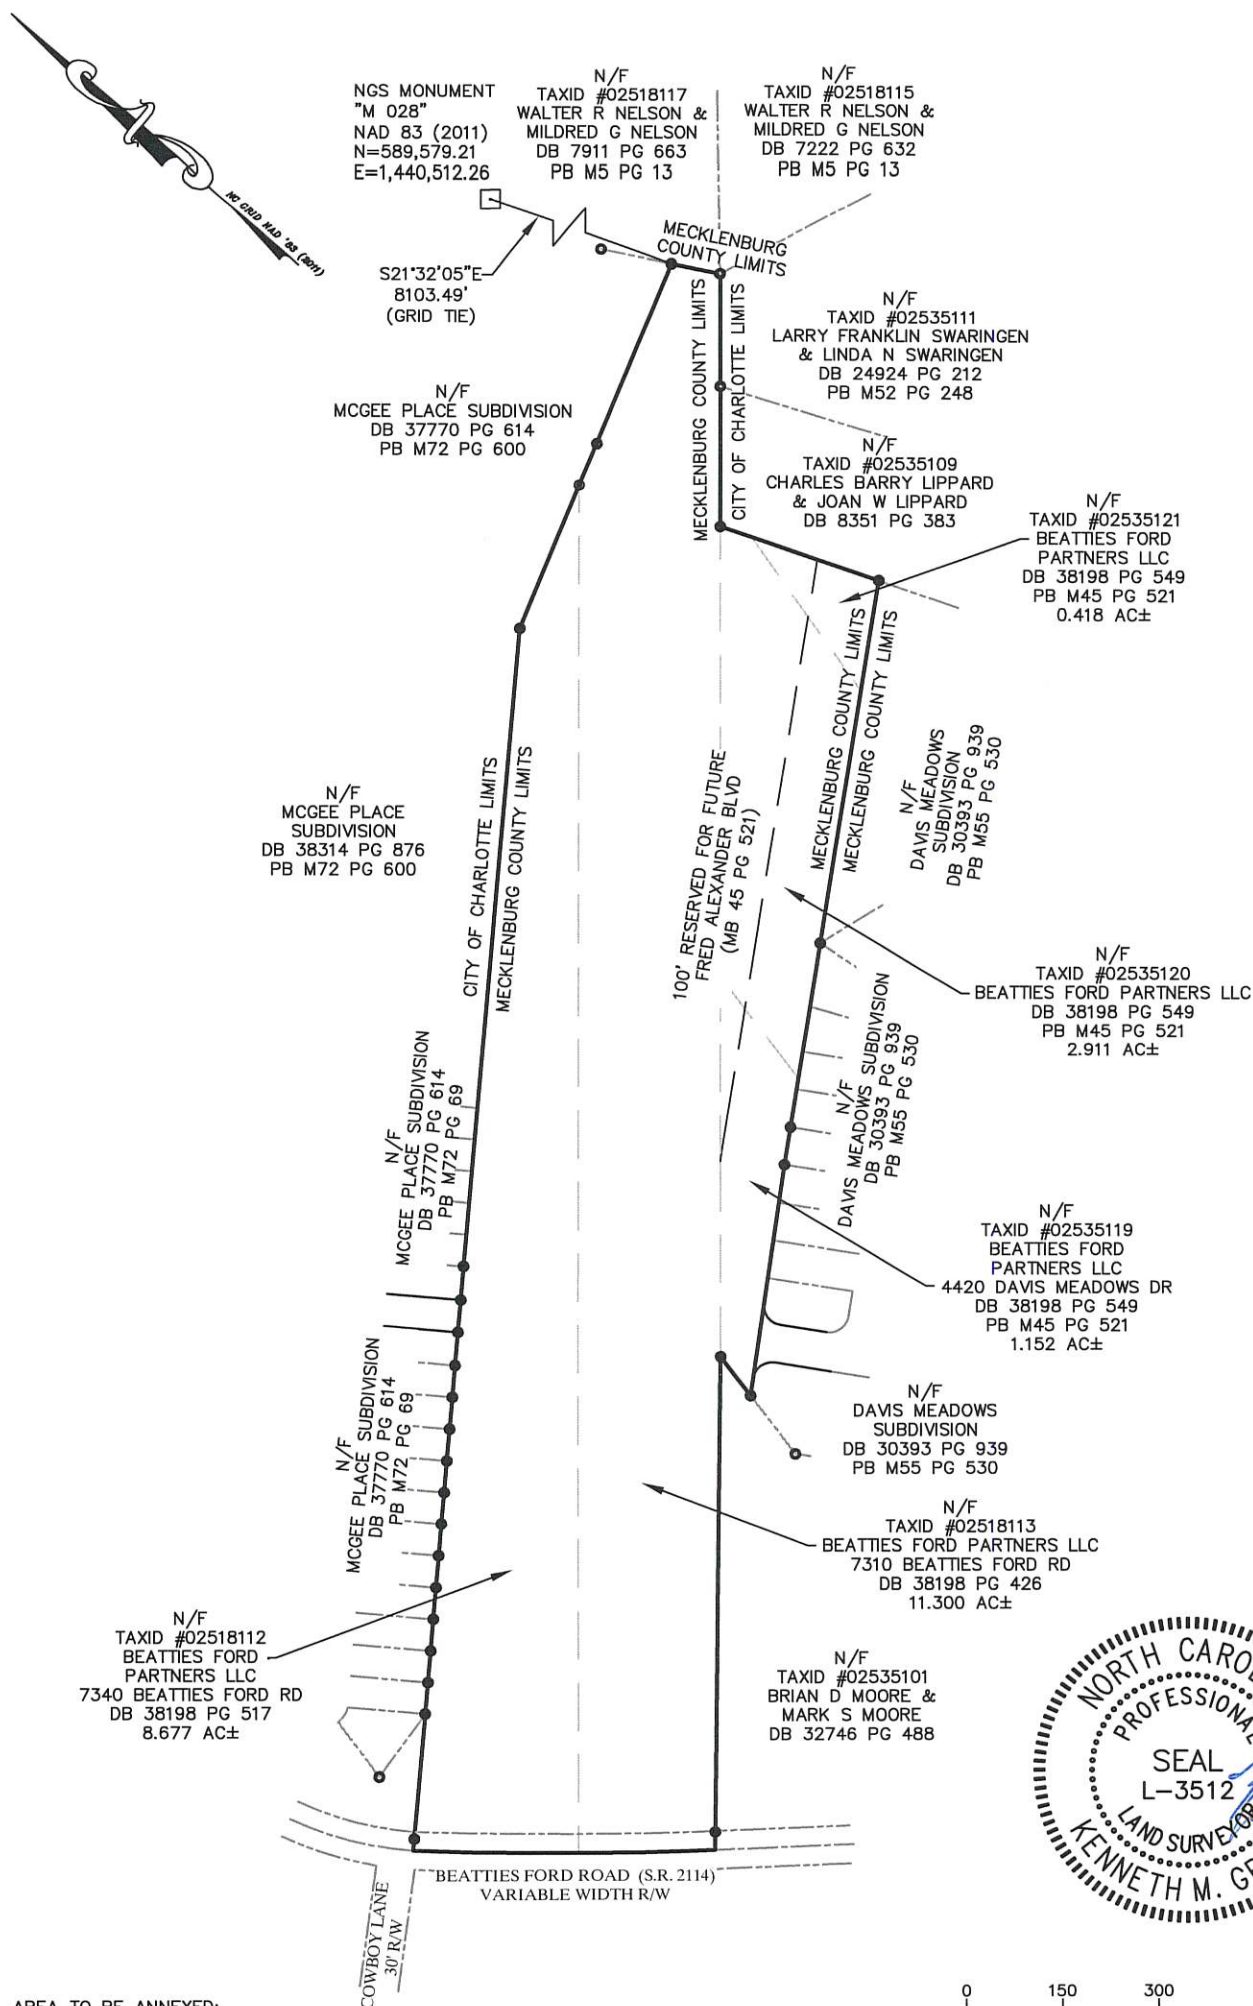 NC GRID NAD '83 (2011)
NGS MONUMENT
"M 028"
NAD 83 (2011)
N=589,579.21
E=1,440,512.26
N/F
TAXID #02518117
WALTER R NELSON &
MILDRED G NELSON
DB 7911 PG 663
PB M5 PG 13
N/F
TAXID #02518115
WALTER R NELSON &
MILDRED G NELSON
DB 7222 PG 632
PB M5 PG 13
MECKLENBURG
COUNTY LIMITS
S21°32'05"E
8103.49'
(GRID TIE)
MECKLENBURG COUNTY LIMITS
CITY OF CHARLOTTE LIMITS
N/F
TAXID #02535111
LARRY FRANKLIN SWARINGEN
& LINDA N SWARINGEN
DB 24924 PG 212
PB M52 PG 248
N/F
MCGEE PLACE SUBDIVISION
DB 37770 PG 614
PB M72 PG 600
N/F
TAXID #02535109
CHARLES BARRY LIPPARD
& JOAN W LIPPARD
DB 8351 PG 383
N/F
TAXID #02535121
BEATTIES FORD
PARTNERS LLC
DB 38198 PG 549
PB M45 PG 521
0.418 AC±
MECKLENBURG COUNTY LIMITS
MECKLENBURG COUNTY LIMITS
N/F
DAVIS MEADOWS
SUBDIVISION
DB 30393 PG 939
PB M55 PG 530
CITY OF CHARLOTTE LIMITS
MECKLENBURG COUNTY LIMITS
N/F
MCGEE PLACE
SUBDIVISION
DB 38314 PG 876
PB M72 PG 600
100' RESERVED FOR FUTURE
FRED ALEXANDER BLVD
(MB 45 PG 521)
N/F
TAXID #02535120
BEATTIES FORD PARTNERS LLC
DB 38198 PG 549
PB M45 PG 521
2.911 AC±
DAVIS MEADOWS SUBDIVISION
N/F
DB 30393 PG 939
PB M55 PG 530
N/F
MCGEE PLACE SUBDIVISION
DB 37770 PG 614
PB M72 PG 69
N/F
TAXID #02535119
BEATTIES FORD
PARTNERS LLC
4420 DAVIS MEADOWS DR
DB 38198 PG 549
PB M45 PG 521
1.152 AC±
N/F
MCGEE PLACE SUBDIVISION
DB 37770 PG 614
PB M72 PG 69
N/F
DAVIS MEADOWS
SUBDIVISION
DB 30393 PG 939
PB M55 PG 530
N/F
TAXID #02518113
BEATTIES FORD PARTNERS LLC
7310 BEATTIES FORD RD
DB 38198 PG 426
11.300 AC±
N/F
TAXID #02518112
BEATTIES FORD
PARTNERS LLC
7340 BEATTIES FORD RD
DB 38198 PG 517
8.677 AC±
N/F
TAXID #02535101
BRIAN D MOORE &
MARK S MOORE
DB 32746 PG 488
NORTH CARO
PROFESSIONAL
SEAL
L-3512
LAND SURVEYOR
KENNETH M. G
BEATTIES FORD ROAD (S.R. 2114)
VARIABLE WIDTH R/W
COWBOY LANE
30' R/W
AREA TO BE ANNEXED:
0 150 300